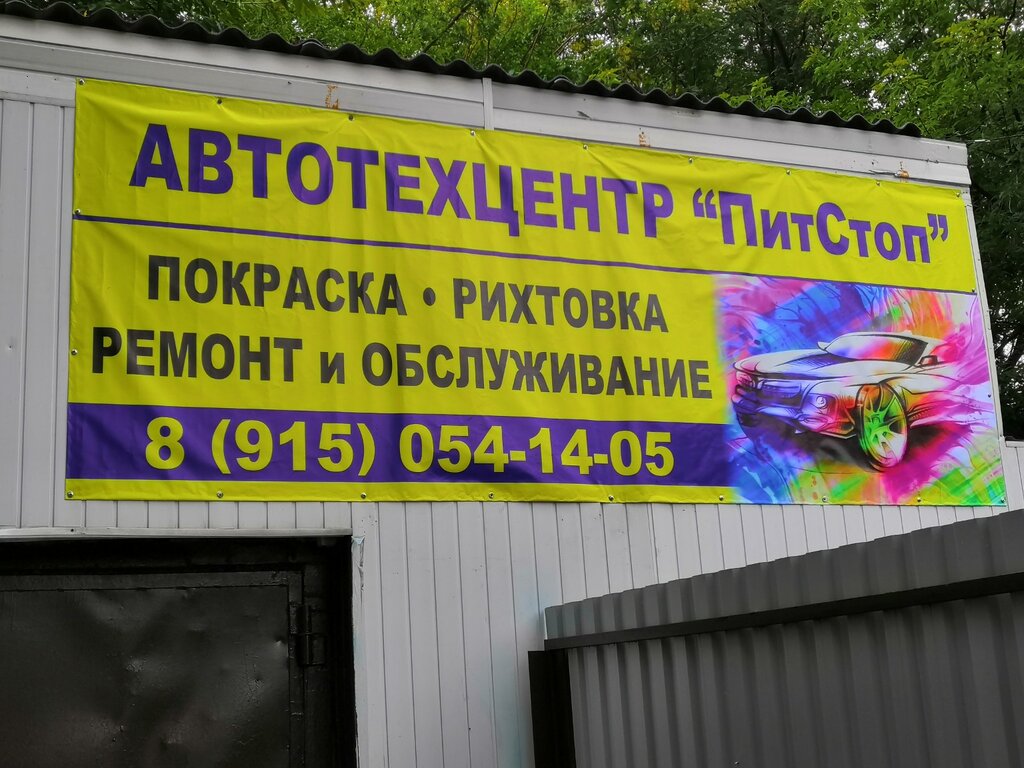 АВТОТЕХЦЕНТР “ПитСтоп”
ПОКРАСКА • РИХТОВКА
РЕМОНТ и ОБСЛУЖИВАНИЕ
8 (915) 054-14-05